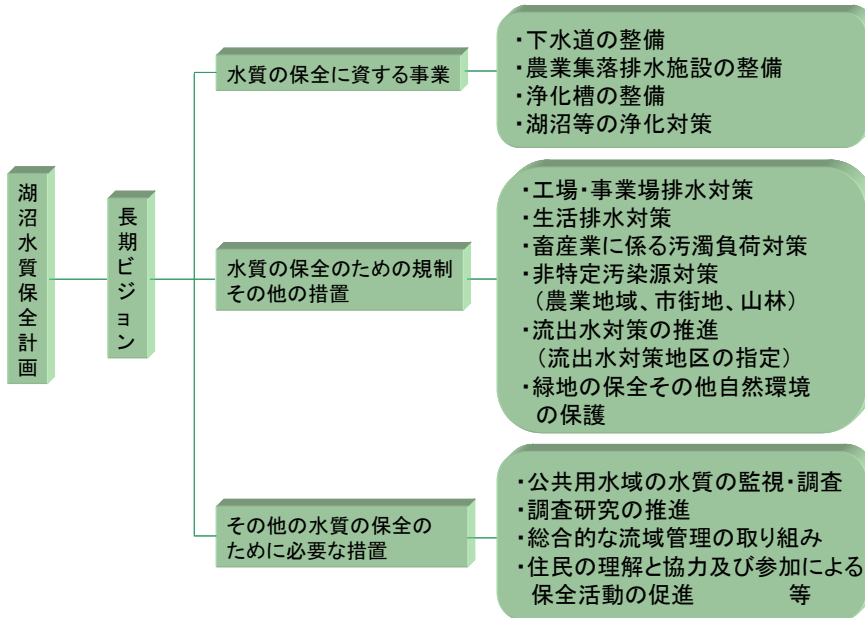 湖沼水質保全計画
長期ビジョン
水質の保全に資する事業
・下水道の整備
・農業集落排水施設の整備
・浄化槽の整備
・湖沼等の浄化対策
水質の保全のための規制
その他の措置
・工場・事業場排水対策
・生活排水対策
・畜産業に係る汚濁負荷対策
・非特定汚染源対策
（農業地域、市街地、山林）
・流出水対策の推進
（流出水対策地区の指定）
・緑地の保全その他自然環境
の保護
その他の水質の保全の
ために必要な措置
・公共用水域の水質の監視・調査
・調査研究の推進
・総合的な流域管理の取り組み
・住民の理解と協力及び参加による
保全活動の促進　　　　等